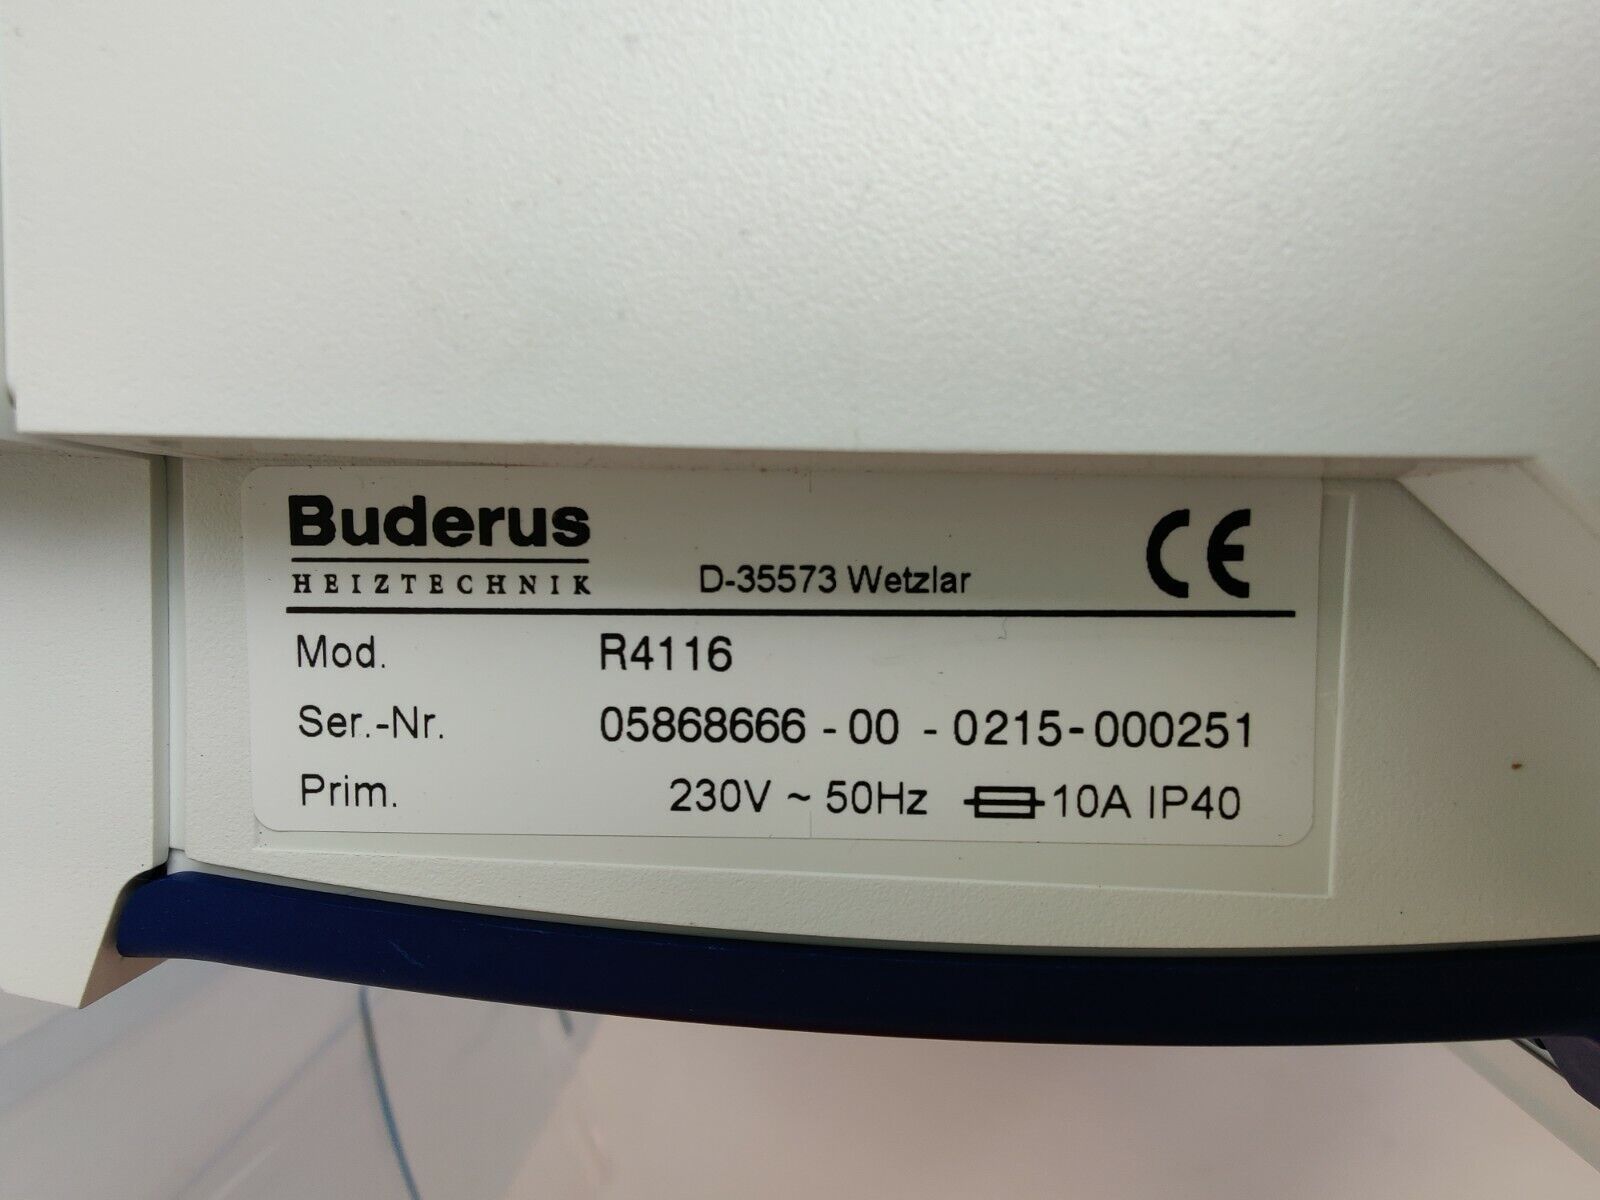 Buderus
HEIZTECHNIK D-35573 Wetzlar CE
Mod. R4116
Ser.-Nr. 05868666 - 00 - 0215-000251
Prim. 230V ~ 50Hz 10A IP40